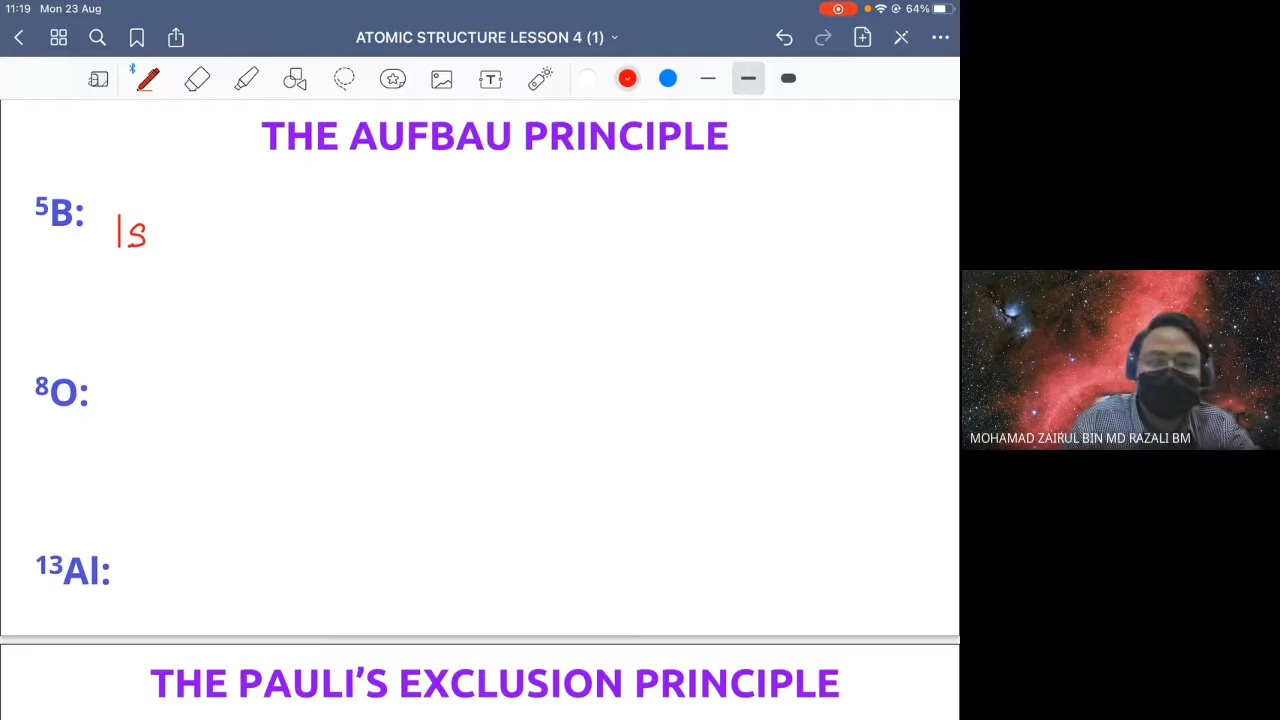 11:19 Mon 23 Aug
64%
ATOMIC STRUCTURE LESSON 4 (1)
T
THE AUFBAU PRINCIPLE
⁵B: 1s
⁸O:
¹³Al:
THE PAULI’S EXCLUSION PRINCIPLE
MOHAMAD ZAIRUL BIN MD RAZALI BM